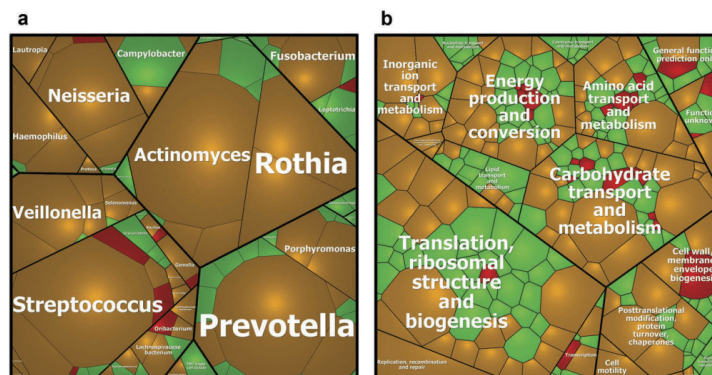 a
b
Lautropia
Campylobacter
Fusobacterium
Neisseria
Leptotrichia
Haemophilus
Actinomyces
Rothia
Veillonella
Selenomonas
Porphyromonas
Gemella
Streptococcus
Prevotella
Oribacterium
Lachnospiraceae
bacterium
Inorganic
ion
transport
and
metabolism
Energy
production
and
conversion
Amino acid
transport
and
metabolism
General function
prediction only
Function
unknown
Lipid
transport
and
metabolism
Carbohydrate
transport
and
metabolism
Translation,
ribosomal
structure
and
biogenesis
Cell wall,
membrane,
envelope
biogenesis
Posttranslational
modification,
protein
turnover,
chaperones
Transcription
Replication, recombination
and repair
Cell
motility